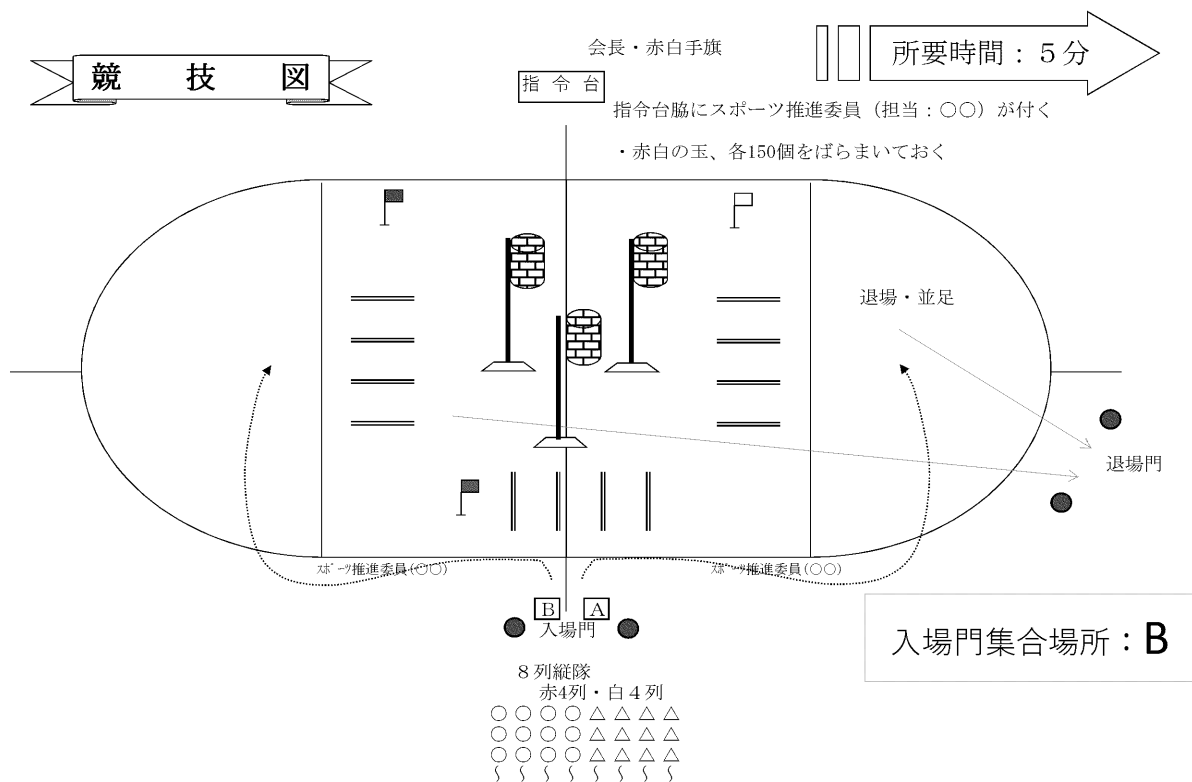 会長・赤白手旗
所要時間：５分
競　技　図
指 令 台
指令台脇にスポーツ推進委員（担当：〇〇）が付く
・赤白の玉、各150個をばらまいておく
退場・並足
退場門
ｽﾎﾟｰﾂ推進委員(〇〇)
ｽﾎﾟｰﾂ推進委員(〇〇)
B
A
入場門
入場門集合場所：B
８列縦隊
赤4列・白４列